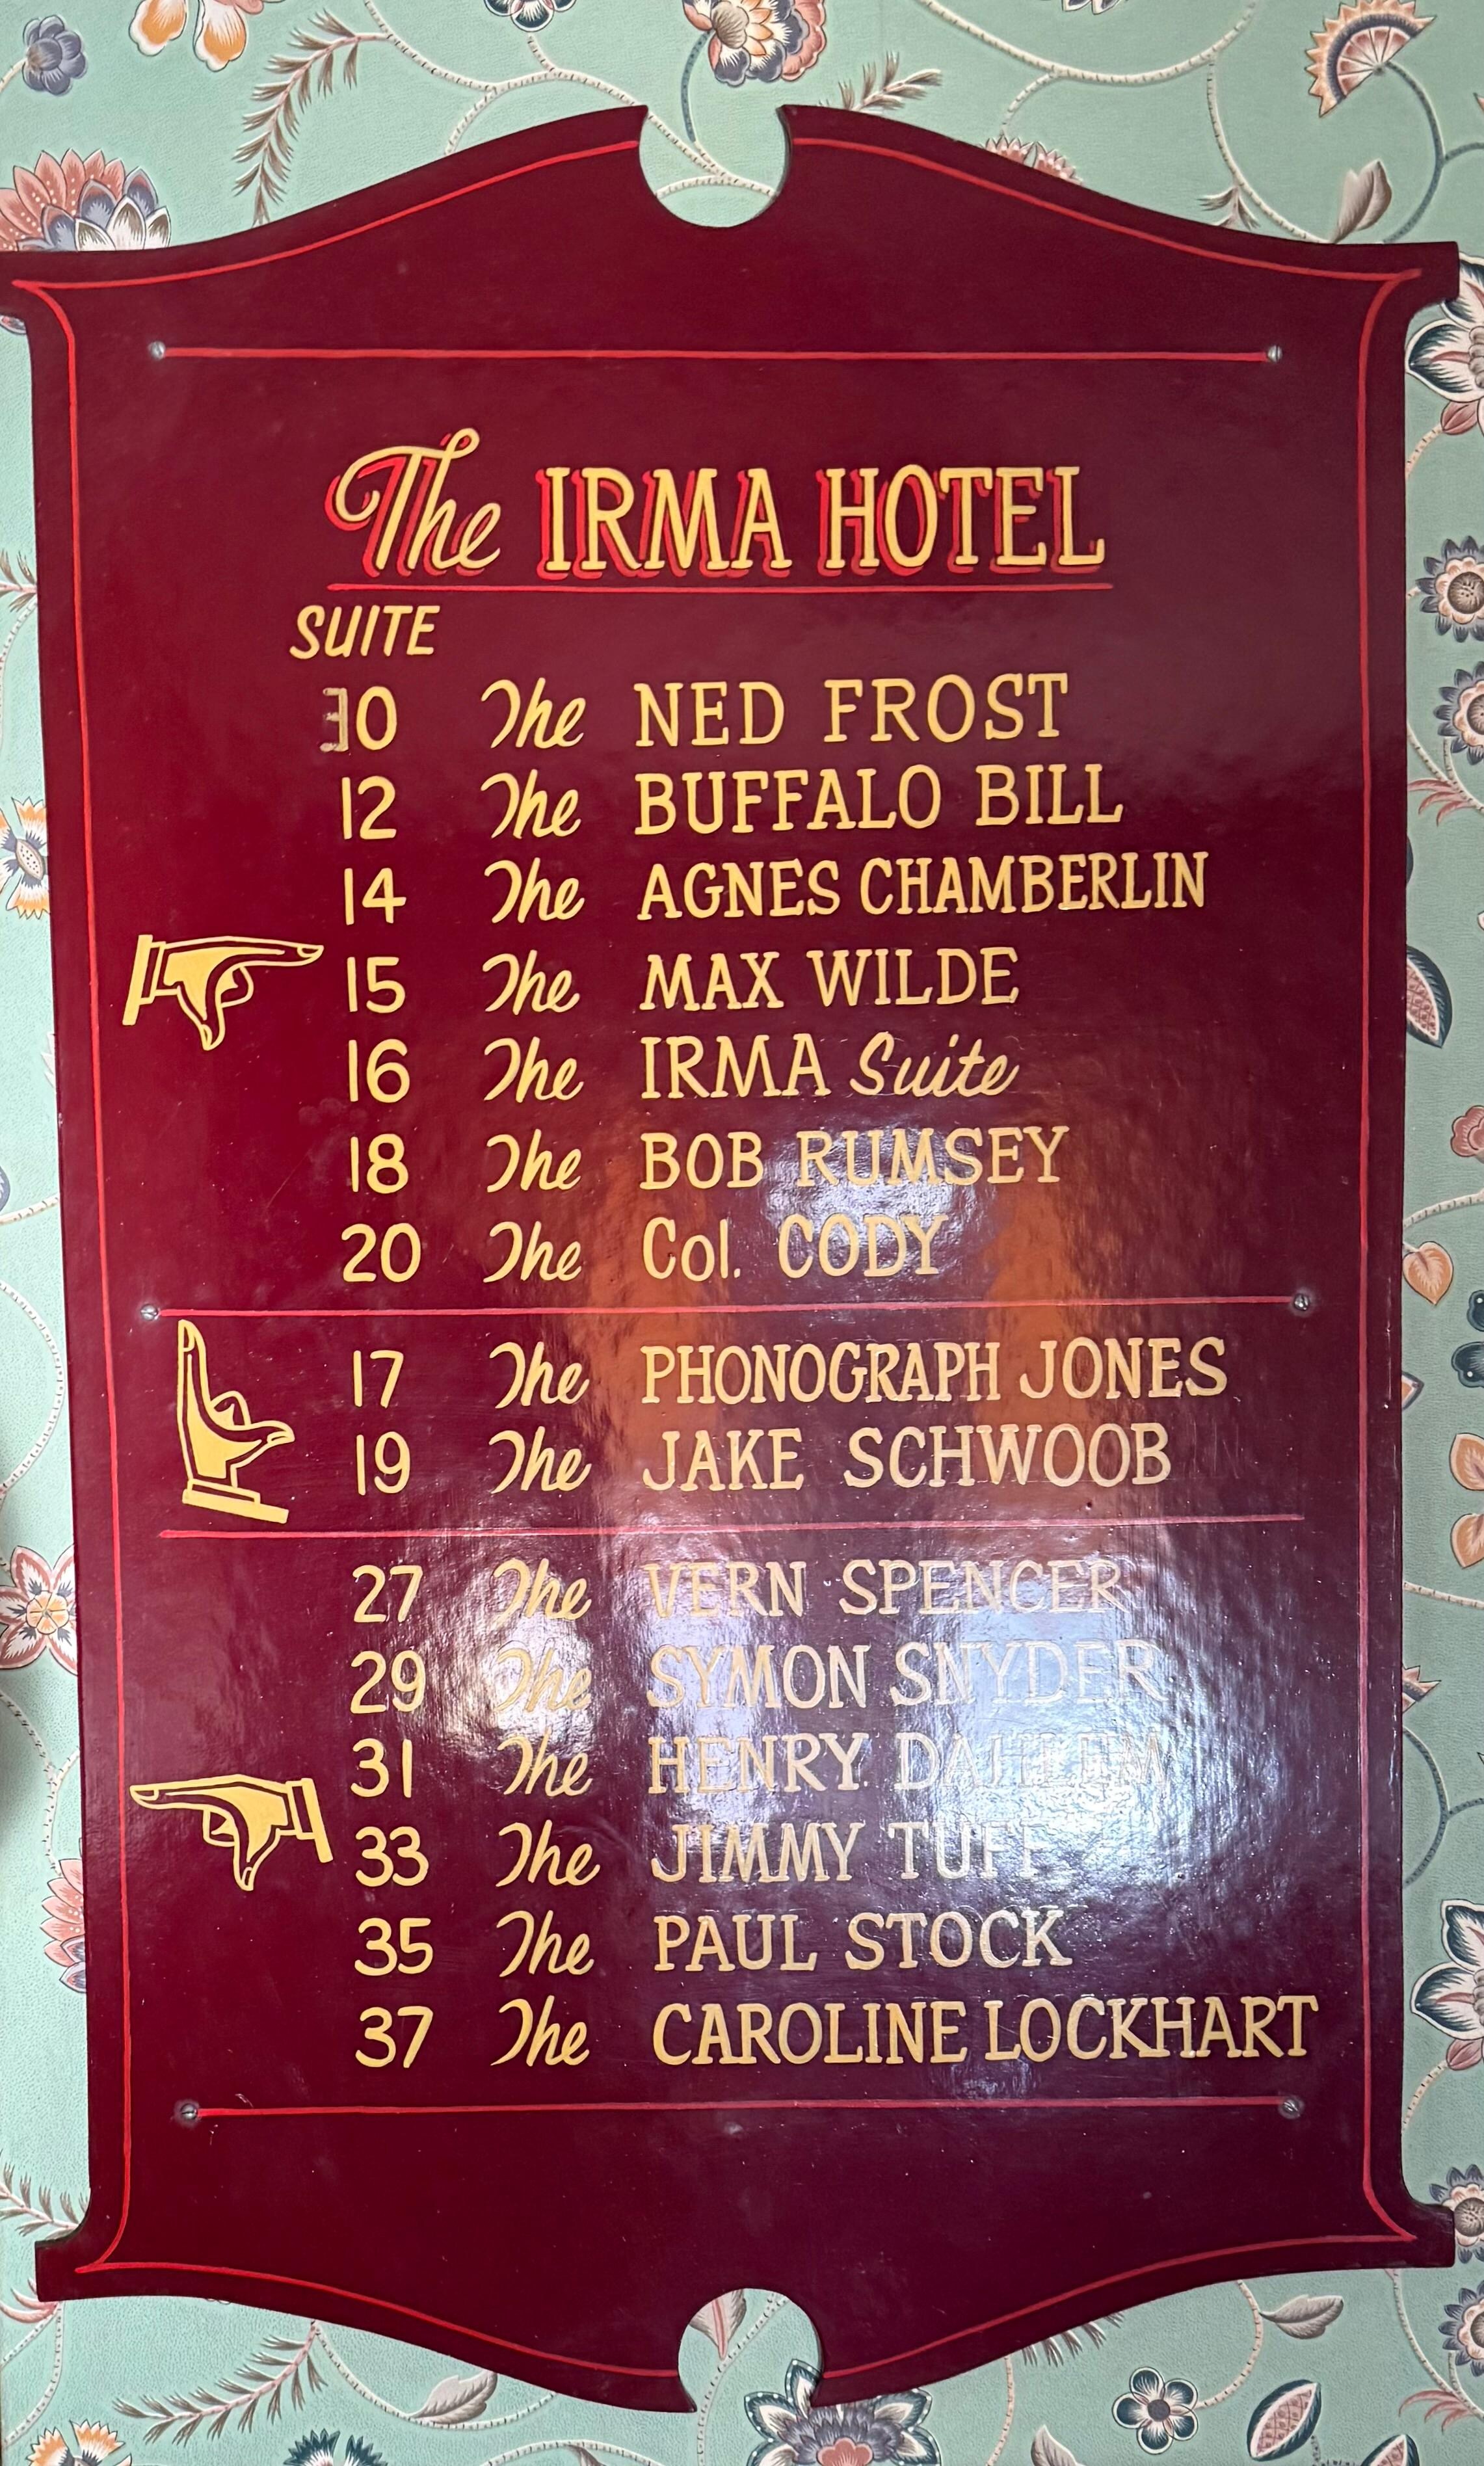 The IRMA HOTEL
SUITE
30 The NED FROST
12 The BUFFALO BILL
14 The AGNES CHAMBERLIN
15 The MAX WILDE
16 The IRMA Suite
18 The BOB RUMSEY
20 The Col. CODY
17 The PHONOGRAPH JONES
19 The JAKE SCHWOOB
27 The VERN SPENCER
29 The SYMON SNYDER
31 The HENRY DAHLEM
33 The JIMMY TUFF
35 The PAUL STOCK
37 The CAROLINE LOCKHART